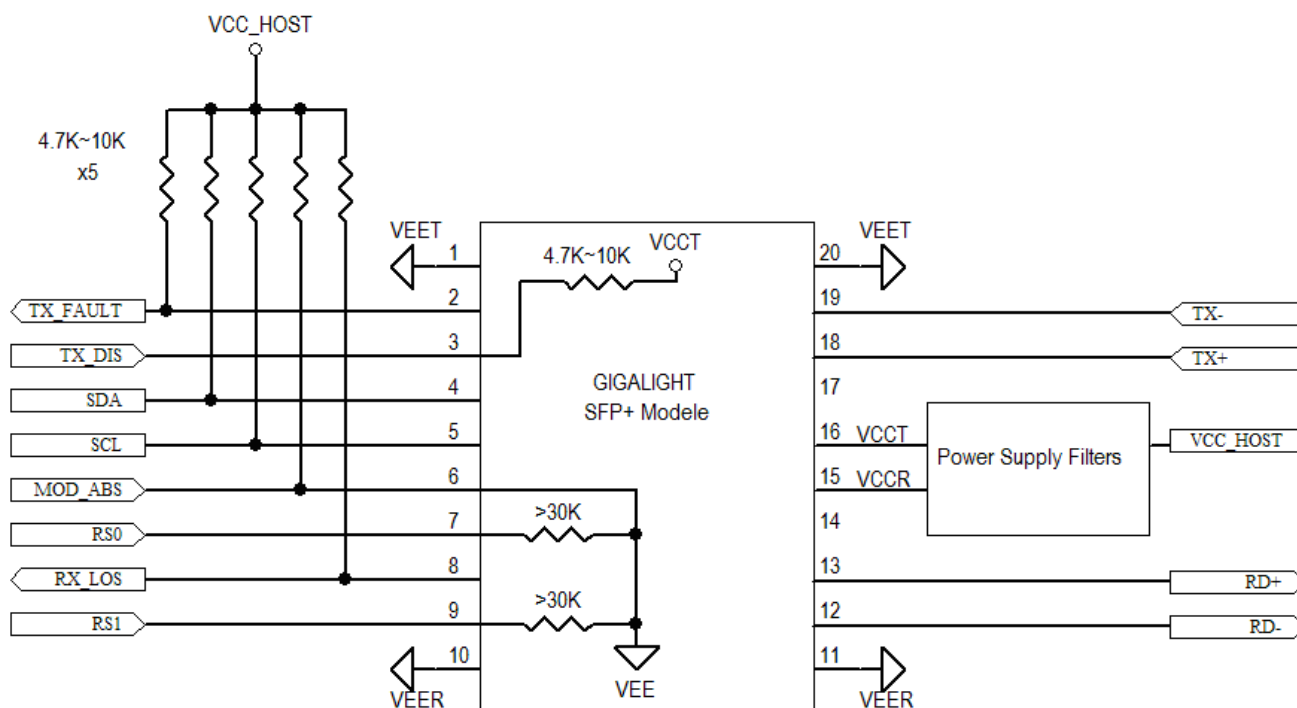 VCC_HOST
4.7K~10K
x5
VEET
1
4.7K~10K
VCCT
20
VEET
TX_FAULT
2
19
TX-
TX_DIS
3
18
TX+
SDA
4
GIGALIGHT
SFP+ Modele
17
SCL
5
16
VCCT
Power Supply Filters
VCC_HOST
MOD_ABS
6
15
VCCR
RS0
7
>30K
14
RX_LOS
8
13
RD+
RS1
9
>30K
12
RD-
10
VEER
VEE
11
VEER